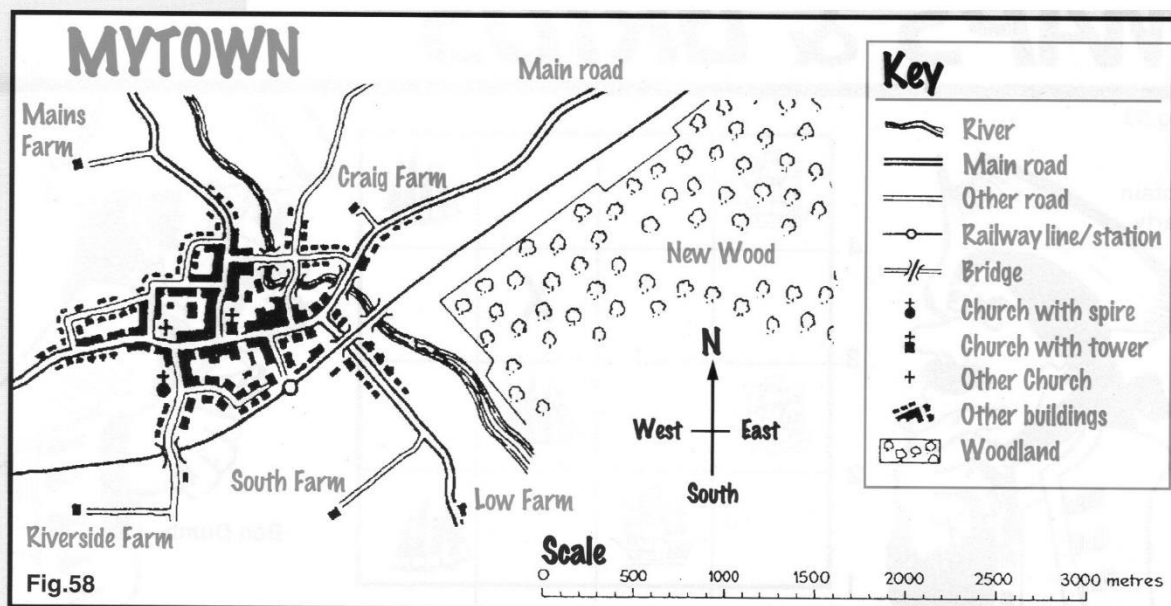 MYTOWN
Main road
Mains
Farm
Craig Farm
New Wood
N
West
East
South
South Farm
Low Farm
Riverside Farm
Fig.58
Scale
0 500 1000 1500 2000 2500 3000 metres
Key
River
Main road
Other road
Railway line/station
Bridge
Church with spire
Church with tower
Other Church
Other buildings
Woodland